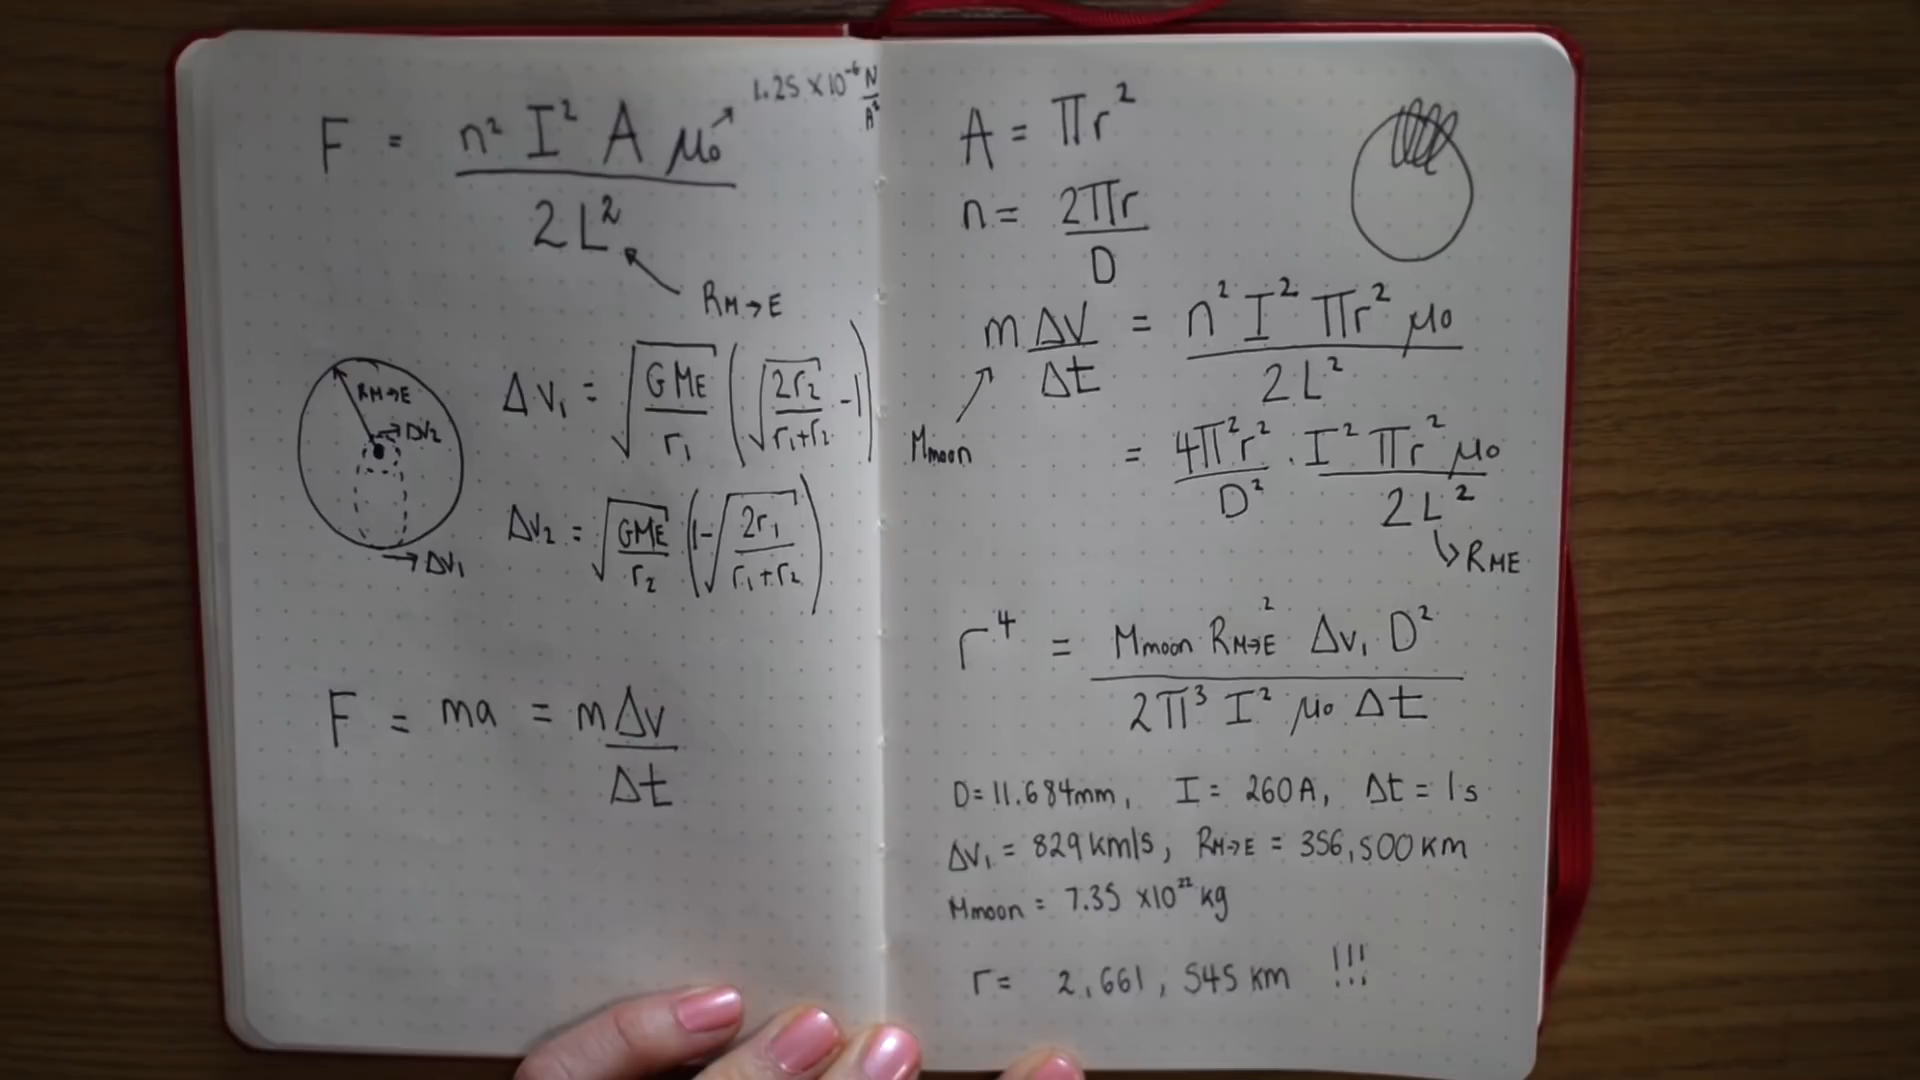 F = n² I² A μ₀ / 2L²
1.25 × 10⁻⁶ N/A²
R M→E
R M→E
ΔV₂
ΔV₁
ΔV₁ = √(GME / r₁) (√(2r₂ / r₁+r₂) - 1)
ΔV₂ = √(GME / r₂) (1 - √(2r₁ / r₁+r₂))
F = ma = mΔv / Δt
A = πr²
n = 2πr / D
m ΔV / Δt = n² I² πr² μ₀ / 2L²
Mmoon
= 4π²r² / D² · I² πr² μ₀ / 2L²
RME
r⁴ = Mmoon R M→E² ΔV₁ D² / 2π³ I² μ₀ Δt
D = 11.684mm, I = 260A, Δt = 1s
ΔV₁ = 829 km/s, R M→E = 356,500 km
Mmoon = 7.35 ×10²² kg
r = 2,661,545 km !!!